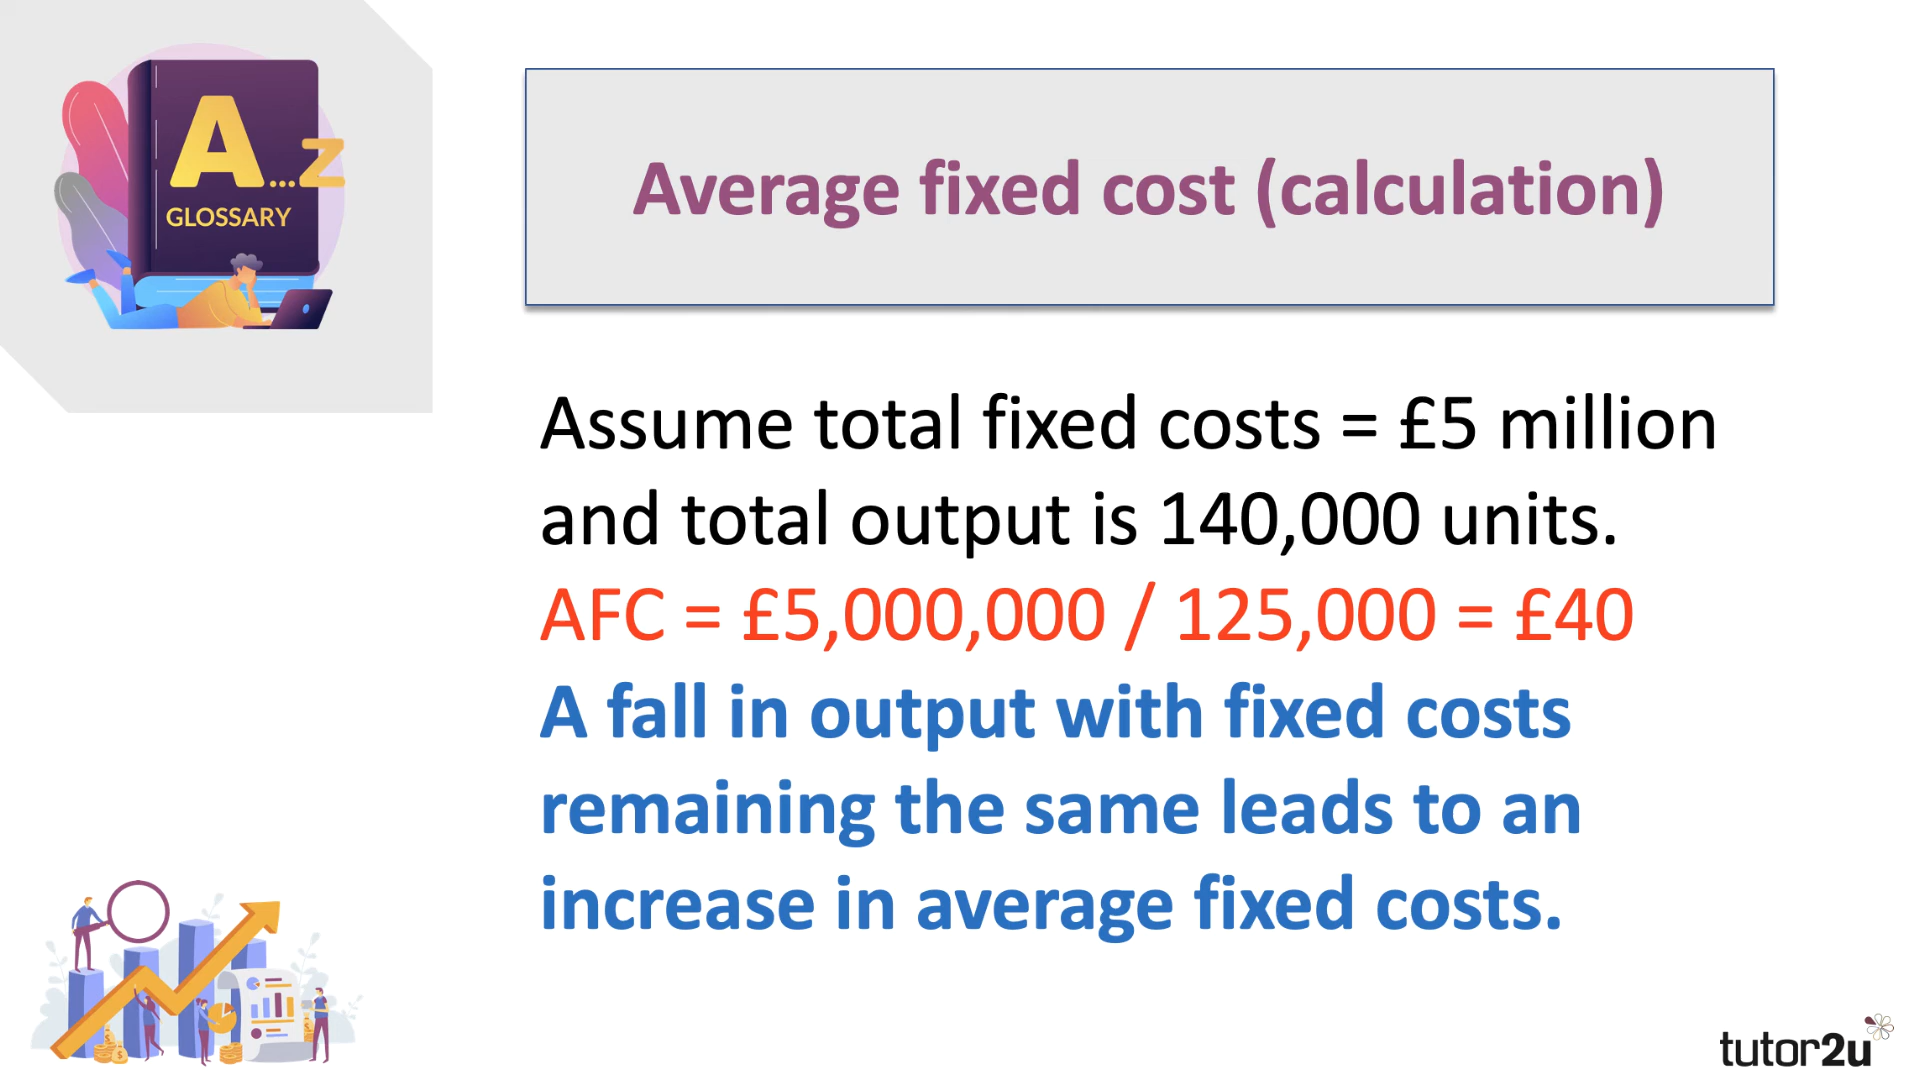 A...z
GLOSSARY
Average fixed cost (calculation)
Assume total fixed costs = £5 million
and total output is 140,000 units.
AFC = £5,000,000 / 125,000 = £40
A fall in output with fixed costs
remaining the same leads to an
increase in average fixed costs.
tutor2u